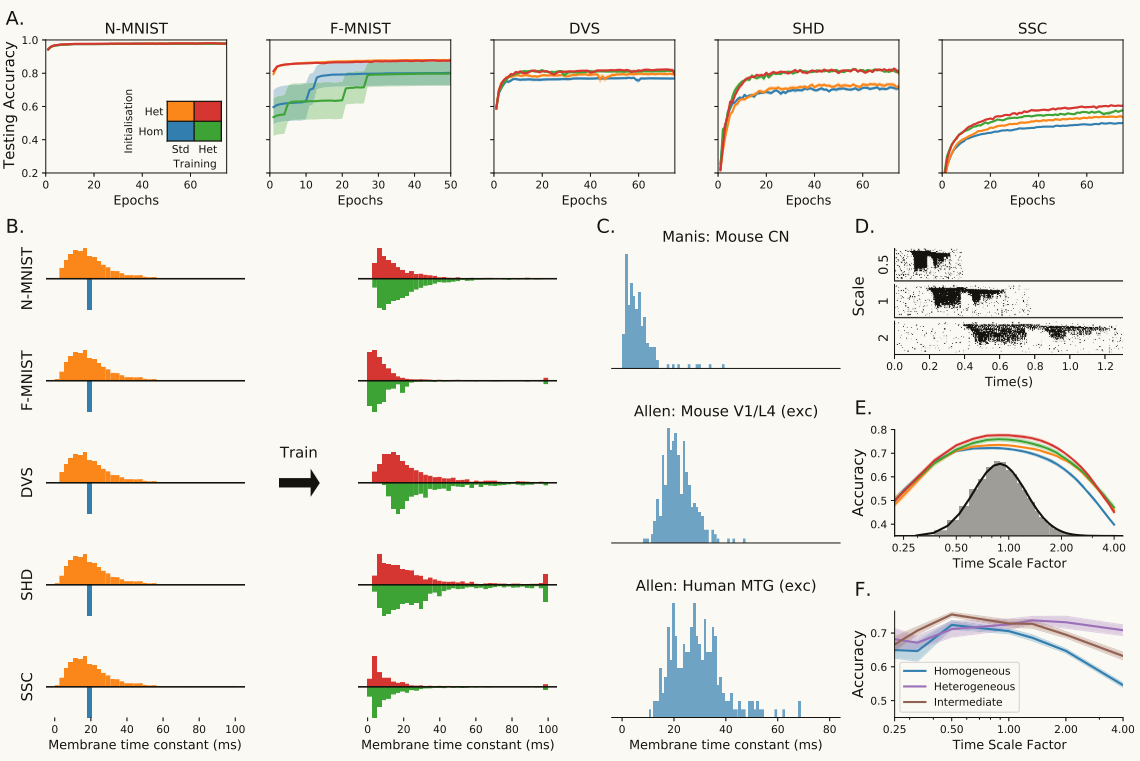 A.
N-MNIST
F-MNIST
DVS
SHD
SSC
Testing Accuracy
1.0
0.8
0.6
0.4
0.2
Initialisation
Het
Hom
Std Het
Training
0 20 40 60
0 10 20 30 40 50
0 20 40 60
0 20 40 60
0 20 40 60
Epochs
Epochs
Epochs
Epochs
Epochs
B.
N-MNIST
F-MNIST
DVS
SHD
SSC
Train
0 20 40 60 80 100
Membrane time constant (ms)
0 20 40 60 80 100
Membrane time constant (ms)
C.
Manis: Mouse CN
Allen: Mouse V1/L4 (exc)
Allen: Human MTG (exc)
0 20 40 60 80
Membrane time constant (ms)
D.
Scale
0.5
1
2
0.0 0.2 0.4 0.6 0.8 1.0 1.2
Time(s)
E.
Accuracy
0.8
0.7
0.6
0.5
0.4
0.25 0.50 1.00 2.00 4.00
Time Scale Factor
F.
Accuracy
0.7
0.6
0.5
Homogeneous
Heterogeneous
Intermediate
0.25 0.50 1.00 2.00 4.00
Time Scale Factor